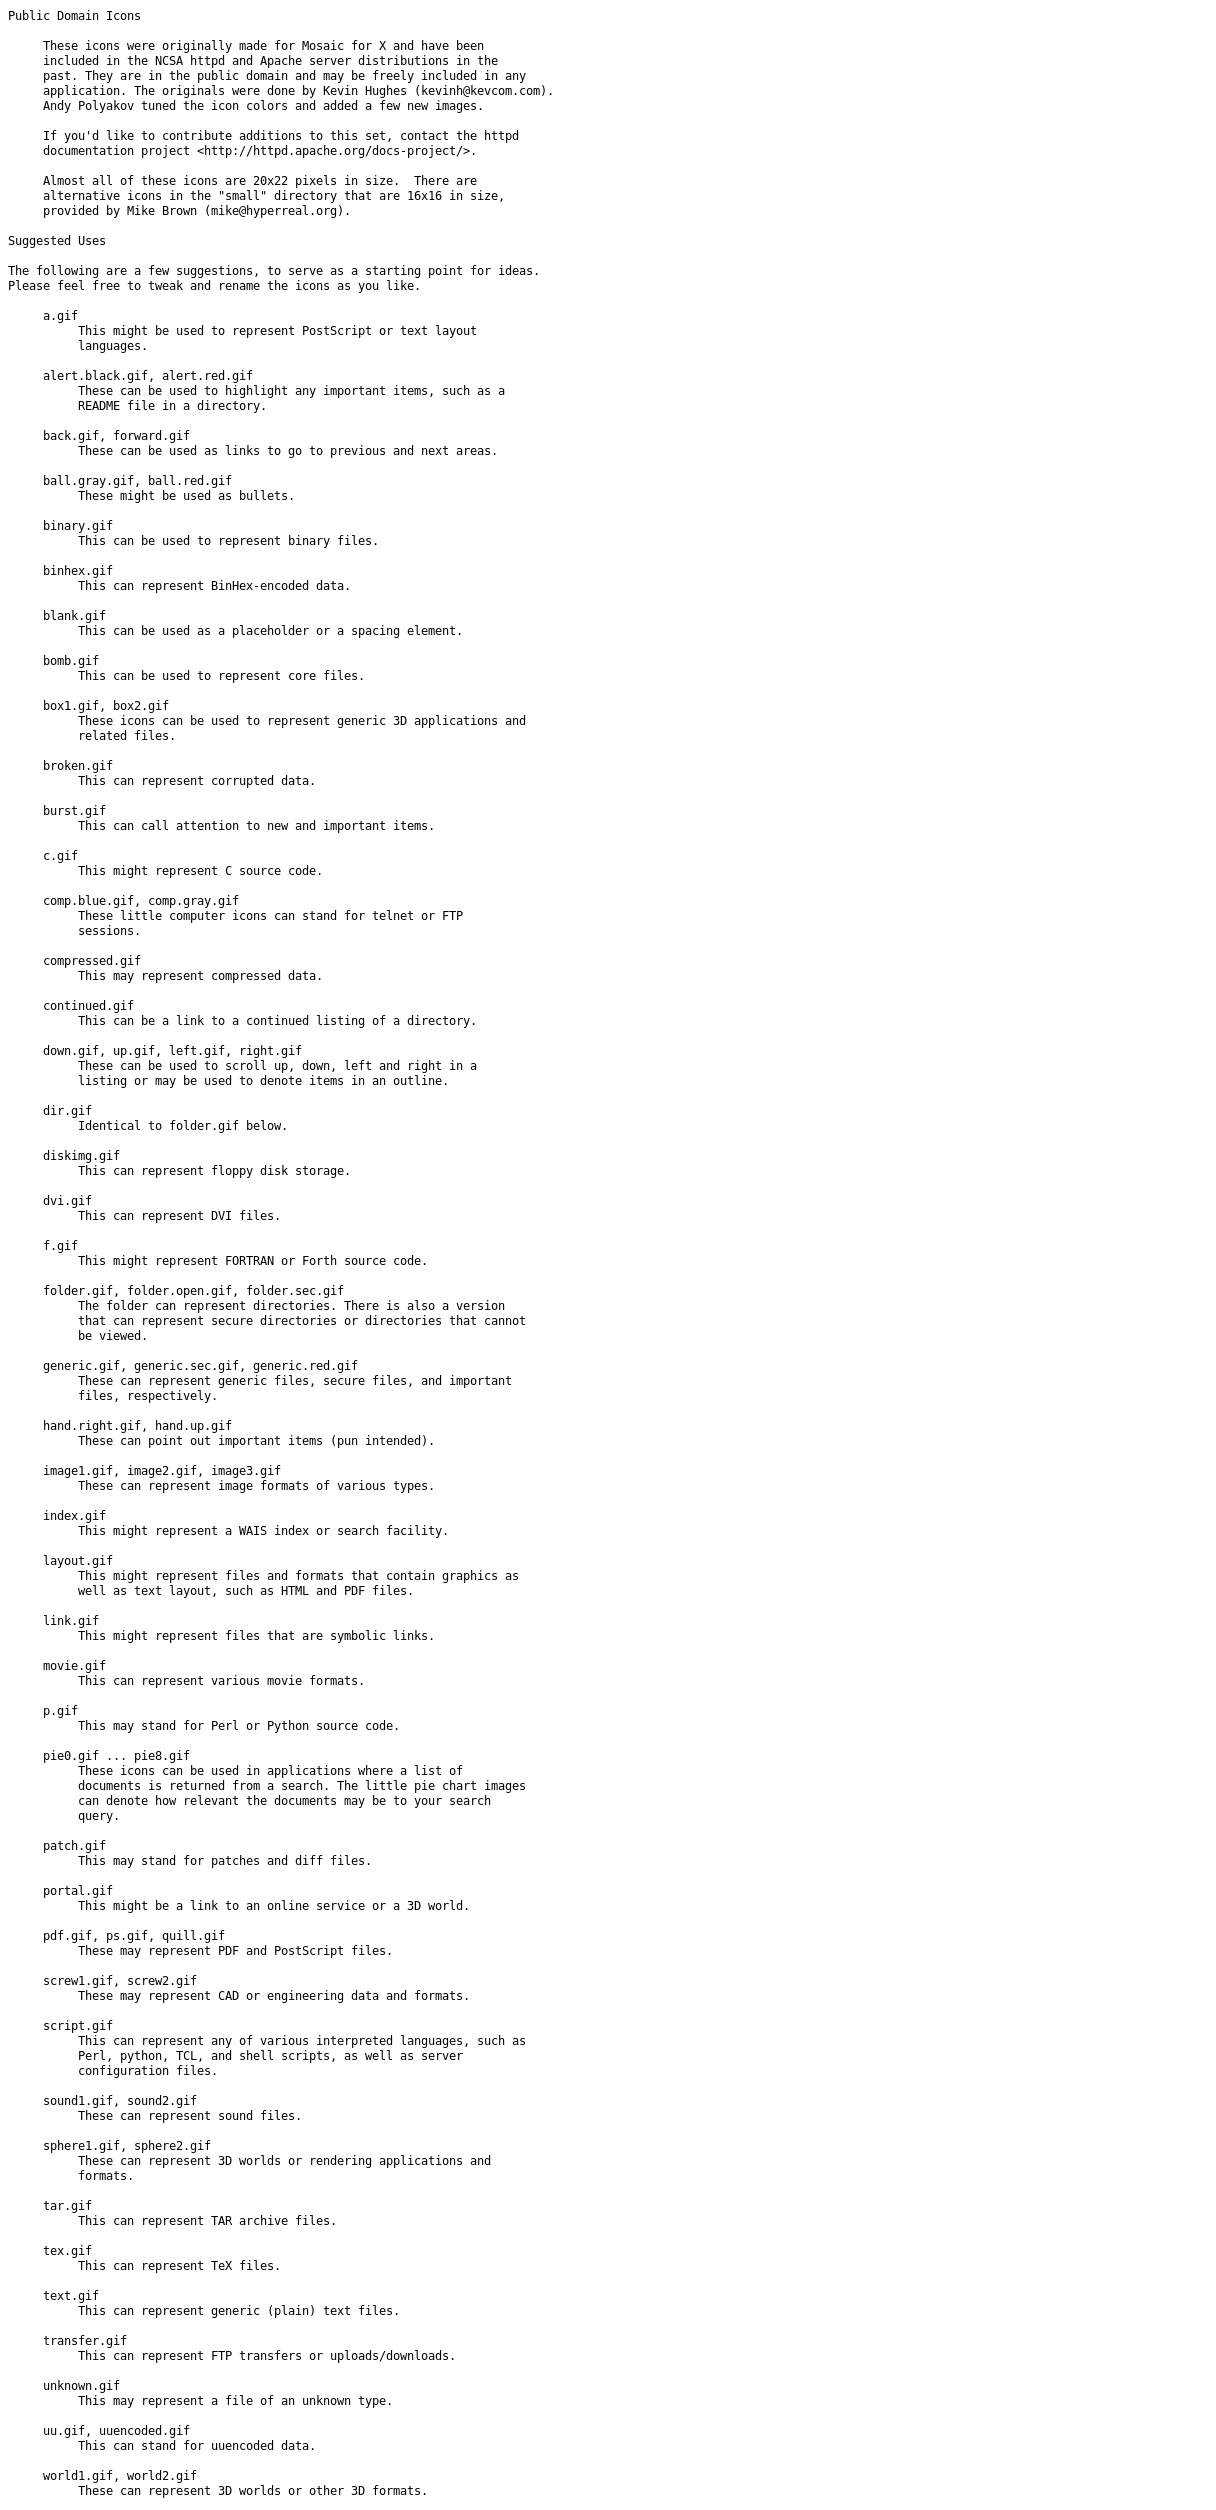 Public Domain Icons

     These icons were originally made for Mosaic for X and have been
     included in the NCSA httpd and Apache server distributions in the
     past. They are in the public domain and may be freely included in any
     application. The originals were done by Kevin Hughes (kevinh@kevcom.com).
     Andy Polyakov tuned the icon colors and added a few new images.

     If you'd like to contribute additions to this set, contact the httpd
     documentation project <http://httpd.apache.org/docs-project/>.

     Almost all of these icons are 20x22 pixels in size.  There are
     alternative icons in the "small" directory that are 16x16 in size,
     provided by Mike Brown (mike@hyperreal.org).

Suggested Uses

The following are a few suggestions, to serve as a starting point for ideas.
Please feel free to tweak and rename the icons as you like.

     a.gif
          This might be used to represent PostScript or text layout
          languages.

     alert.black.gif, alert.red.gif
          These can be used to highlight any important items, such as a
          README file in a directory.

     back.gif, forward.gif
          These can be used as links to go to previous and next areas.

     ball.gray.gif, ball.red.gif
          These might be used as bullets.

     binary.gif
          This can be used to represent binary files.

     binhex.gif
          This can represent BinHex-encoded data.

     blank.gif
          This can be used as a placeholder or a spacing element.

     bomb.gif
          This can be used to represent core files.

     box1.gif, box2.gif
          These icons can be used to represent generic 3D applications and
          related files.

     broken.gif
          This can represent corrupted data.

     burst.gif
          This can call attention to new and important items.

     c.gif
          This might represent C source code.

     comp.blue.gif, comp.gray.gif
          These little computer icons can stand for telnet or FTP
          sessions.

     compressed.gif
          This may represent compressed data.

     continued.gif
          This can be a link to a continued listing of a directory.

     down.gif, up.gif, left.gif, right.gif
          These can be used to scroll up, down, left and right in a
          listing or may be used to denote items in an outline.

     dir.gif
          Identical to folder.gif below.

     diskimg.gif
          This can represent floppy disk storage.

     dvi.gif
          This can represent DVI files.

     f.gif
          This might represent FORTRAN or Forth source code.

     folder.gif, folder.open.gif, folder.sec.gif
          The folder can represent directories. There is also a version
          that can represent secure directories or directories that cannot
          be viewed.

     generic.gif, generic.sec.gif, generic.red.gif
          These can represent generic files, secure files, and important
          files, respectively.

     hand.right.gif, hand.up.gif
          These can point out important items (pun intended).

     image1.gif, image2.gif, image3.gif
          These can represent image formats of various types.

     index.gif
          This might represent a WAIS index or search facility.

     layout.gif
          This might represent files and formats that contain graphics as
          well as text layout, such as HTML and PDF files.

     link.gif
          This might represent files that are symbolic links.

     movie.gif
          This can represent various movie formats.

     p.gif
          This may stand for Perl or Python source code.

     pie0.gif ... pie8.gif
          These icons can be used in applications where a list of
          documents is returned from a search. The little pie chart images
          can denote how relevant the documents may be to your search
          query.

     patch.gif
          This may stand for patches and diff files.

     portal.gif
          This might be a link to an online service or a 3D world.

     pdf.gif, ps.gif, quill.gif
          These may represent PDF and PostScript files.

     screw1.gif, screw2.gif
          These may represent CAD or engineering data and formats.

     script.gif
          This can represent any of various interpreted languages, such as
          Perl, python, TCL, and shell scripts, as well as server
          configuration files.

     sound1.gif, sound2.gif
          These can represent sound files.

     sphere1.gif, sphere2.gif
          These can represent 3D worlds or rendering applications and
          formats.

     tar.gif
          This can represent TAR archive files.

     tex.gif
          This can represent TeX files.

     text.gif
          This can represent generic (plain) text files.

     transfer.gif
          This can represent FTP transfers or uploads/downloads.

     unknown.gif
          This may represent a file of an unknown type.

     uu.gif, uuencoded.gif
          This can stand for uuencoded data.

     world1.gif, world2.gif
          These can represent 3D worlds or other 3D formats.